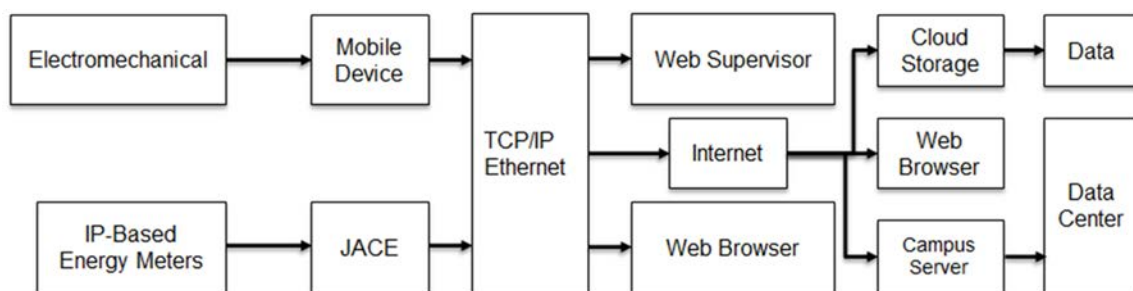 Electromechanical
Mobile
Device
TCP/IP
Ethernet
Web Supervisor
Internet
Cloud
Storage
Data
Web
Browser
IP-Based
Energy Meters
JACE
Web Browser
Campus
Server
Data
Center